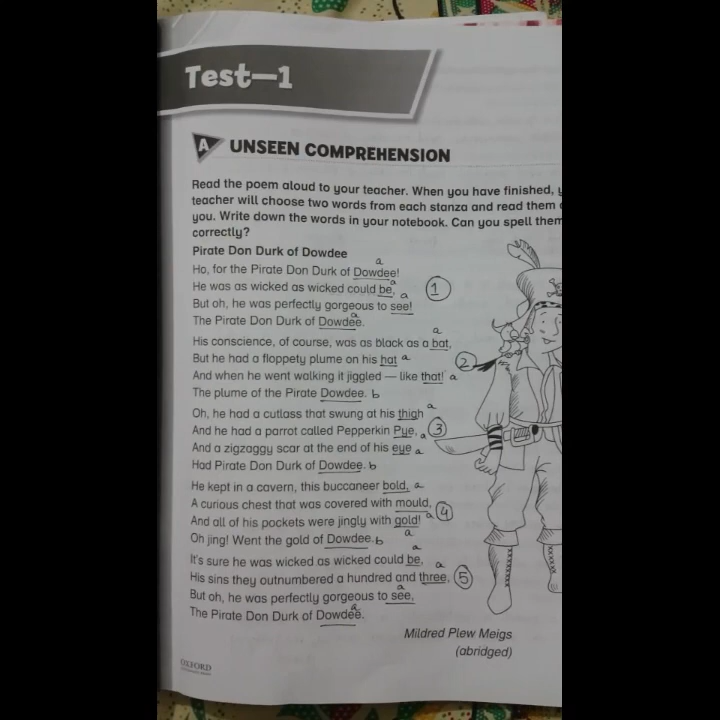 Test—1
A UNSEEN COMPREHENSION
Read the poem aloud to your teacher. When you have finished,
teacher will choose two words from each stanza and read them
you. Write down the words in your notebook. Can you spell them
correctly?
Pirate Don Durk of Dowdee
a
Ho, for the Pirate Don Durk of Dowdee!
a
He was as wicked as wicked could be, 1
a
But oh, he was perfectly gorgeous to see!
a
The Pirate Don Durk of Dowdee.
a
His conscience, of course, was as black as a bat,
But he had a floppety plume on his hat a 2
And when he went walking it jiggled — like that! a
The plume of the Pirate Dowdee. b
a
Oh, he had a cutlass that swung at his thigh
And he had a parrot called Pepperkin Pye, a 3
And a zigzaggy scar at the end of his eye a
Had Pirate Don Durk of Dowdee. b
He kept in a cavern, this buccaneer bold, a
A curious chest that was covered with mould, a 4
And all of his pockets were jingly with gold!
a
Oh jing! Went the gold of Dowdee. b
a
It's sure he was wicked as wicked could be,
a
His sins they outnumbered a hundred and three, 5
a
But oh, he was perfectly gorgeous to see,
a
The Pirate Don Durk of Dowdee.
Mildred Plew Meigs
(abridged)
OXFORD